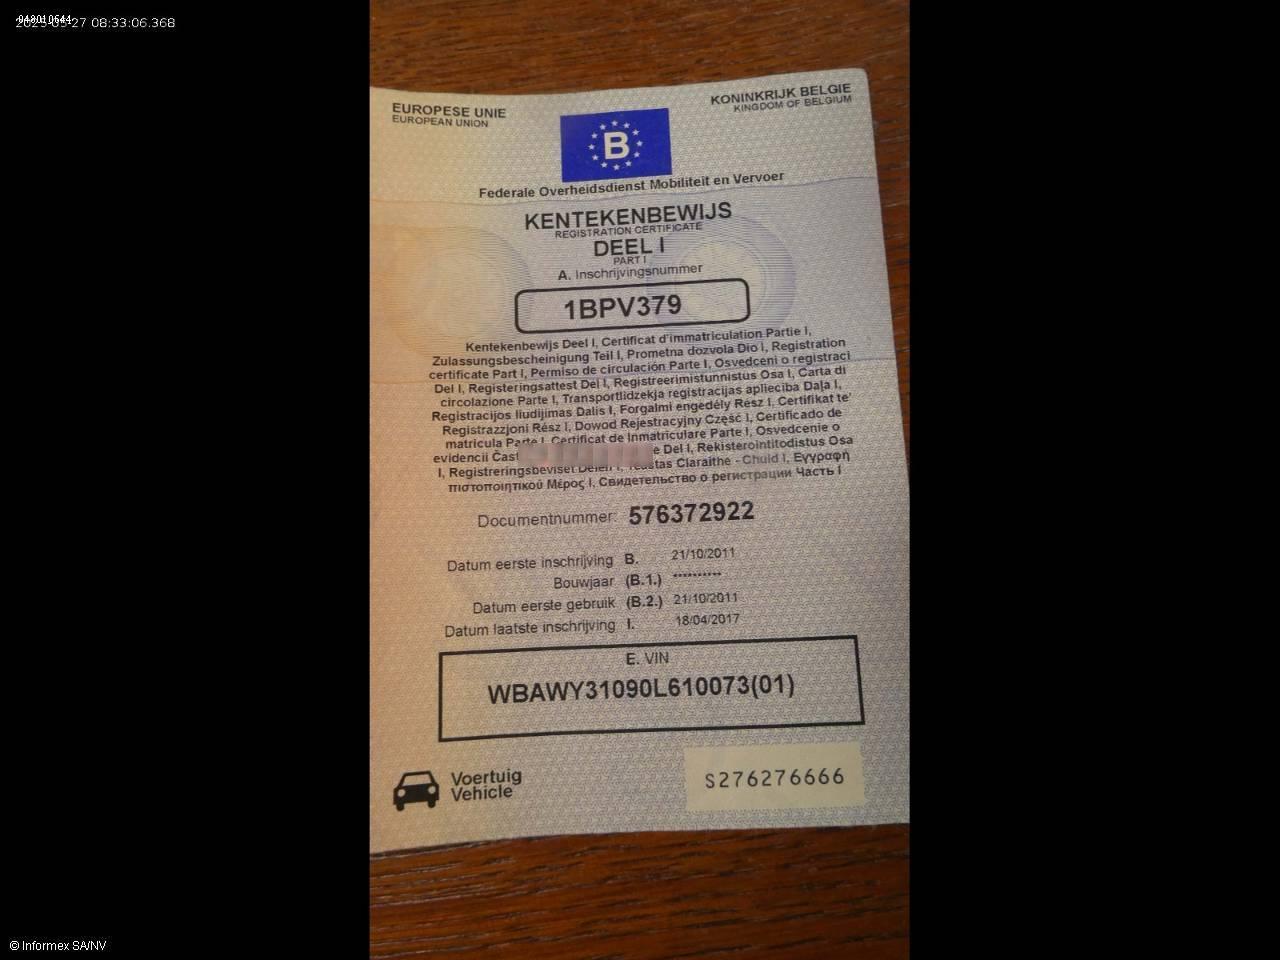 08:33:06.368
EUROPESE UNIE
EUROPEAN UNION
KONINKRIJK BELGIE
KINGDOM OF BELGIUM
B
Federale Overheidsdienst Mobiliteit en Vervoer
KENTEKENBEWIJS
REGISTRATION CERTIFICATE
DEEL I
PART I
A. Inschrijvingsnummer
1BPV379
Kentekenbewijs Deel I, Certificat d'immatriculation Partie I,
Zulassungsbescheinigung Teil I, Prometna dozvola Dio I, Registration
certificate Part I, Permiso de circulación Parte I, Osvedceni o registraci
Del I, Registeringsattest Del I, Registreerimistunnistus Osa I, Carta di
circolazione Parte I, Transportlidzekja registracijas aplieciba Daļa I,
Registracijos liudijimas Dalis I, Forgalmi engedély Rész I, Certifikat te'
Registrazzjoni Rész I, Dowod Rejestracyjny Część I, Certificado de
matricula Parte I, Certificat de Inmatriculare Parte I, Osvedcenie o
evidencii Čast e Del I, Rekisterointitodistus Osa
I, Registreringsbeviset Delen I, Claraithe - Chuid I, Εγγραφή
πιστοποιητικού Μέρος I, Свидетельство о регистрации Часть I
Documentnummer: 576372922
Datum eerste inschrijving B. 21/10/2011
Bouwjaar (B.1.) **********
Datum eerste gebruik (B.2.) 21/10/2011
Datum laatste inschrijving I. 18/04/2017
E. VIN
WBAWY31090L610073(01)
Voertuig
Vehicle
S276276666
© Informex SA/NV